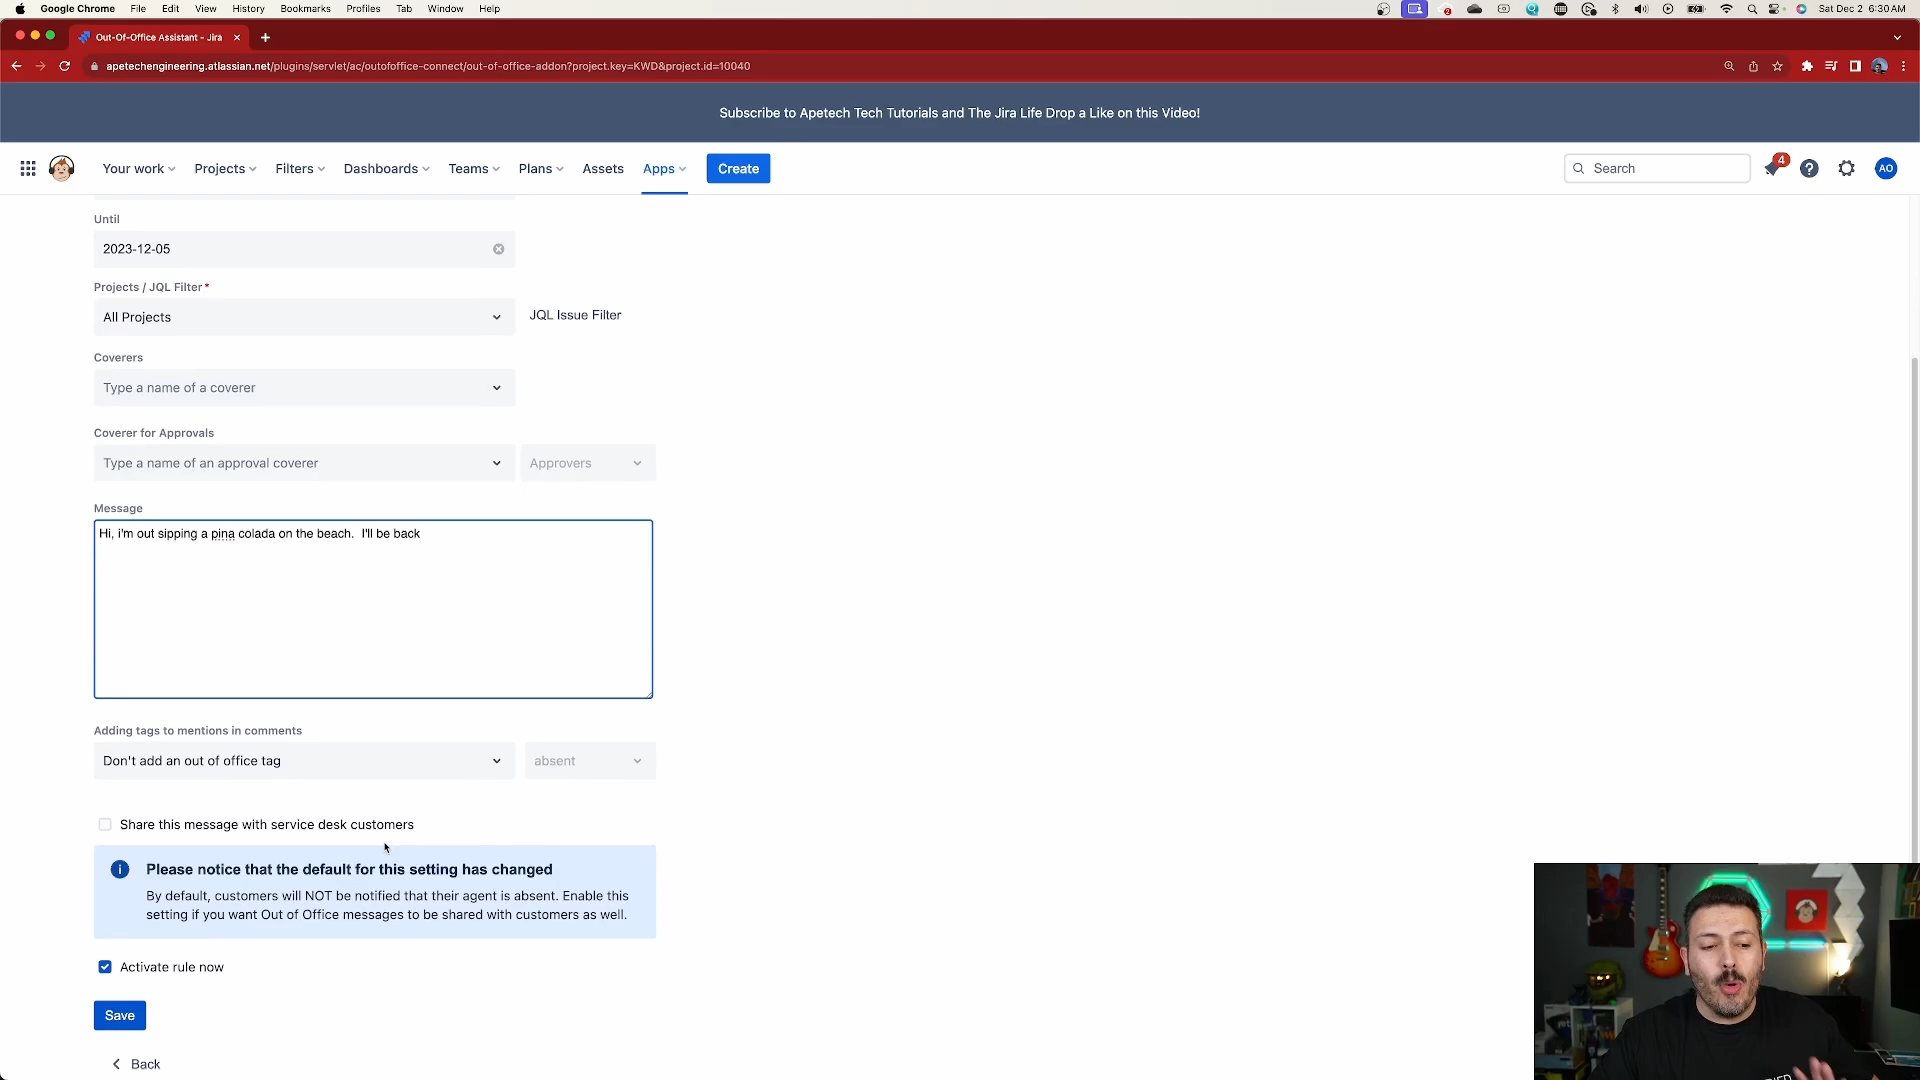 Google Chrome File Edit View History Bookmarks Profiles Tab Window Help
2
Sat Dec 2 6:30 AM
Out-Of-Office Assistant - Jira
apetechengineering.atlassian.net/plugins/servlet/ac/outofoffice-connect/out-of-office-addon?project.key=KWD&project.id=10040
Subscribe to Apetech Tech Tutorials and The Jira Life Drop a Like on this Video!
Your work Projects Filters Dashboards Teams Plans Assets Apps Create Search 4 AO
Until
2023-12-05
Projects / JQL Filter *
All Projects JQL Issue Filter
Coverers
Type a name of a coverer
Coverer for Approvals
Type a name of an approval coverer Approvers
Message
Hi, i'm out sipping a pina colada on the beach. I'll be back
Adding tags to mentions in comments
Don't add an out of office tag absent
Share this message with service desk customers
Please notice that the default for this setting has changed
By default, customers will NOT be notified that their agent is absent. Enable this
setting if you want Out of Office messages to be shared with customers as well.
Activate rule now
Save
Back